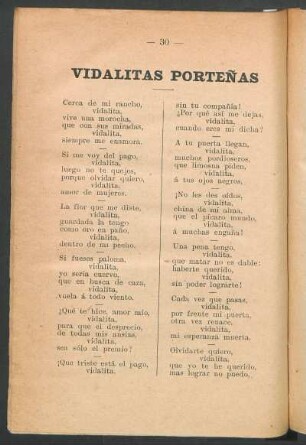 — 30 —
VIDALITAS PORTEÑAS
Cerca de mi rancho,
vidalita,
vive una morocha,
que con sus miradas,
vidalita,
siempre me enamora.
Si me voy del pago,
vidalita,
luego no te quejes,
porque olvidar quiero,
vidalita,
amor de mujeres.
La flor que me diste,
vidalita,
guardada la tengo
como oro en paño,
vidalita,
dentro de mi pecho.
Si fueses paloma,
vidalita,
yo sería cuervo,
que en busca de cara,
vidalita,
vuela á todo viento.
¡Qué te hice, amor mío,
vidalita,
para que el desprecio,
de todas mis ansias,
vidalita,
sea sólo el premio?
¡Que triste está el pago,
vidalita,
sin tu compañía!
¿Por qué así me dejas,
vidalita,
cuando eres mi dicha?
A tu puerta llegan,
vidalita,
muchos pordioseros,
que limosna piden,
vidalita,
á tus ojos negros.
¡No les des oídos,
vidalita,
reina de mi alma,
que el pícaro mundo,
vidalita,
á muchas engaña!
Una pena tengo,
vidalita,
que matar no es dable:
haberte querido,
vidalita,
sin poder lograrte!
Cada vez que pasas,
vidalita,
por frente mi puerta,
otra vez renace,
vidalita,
mi esperanza muerta.
Olvidarte quiero,
vidalita,
que yo te he querido,
mas lograr no puedo,